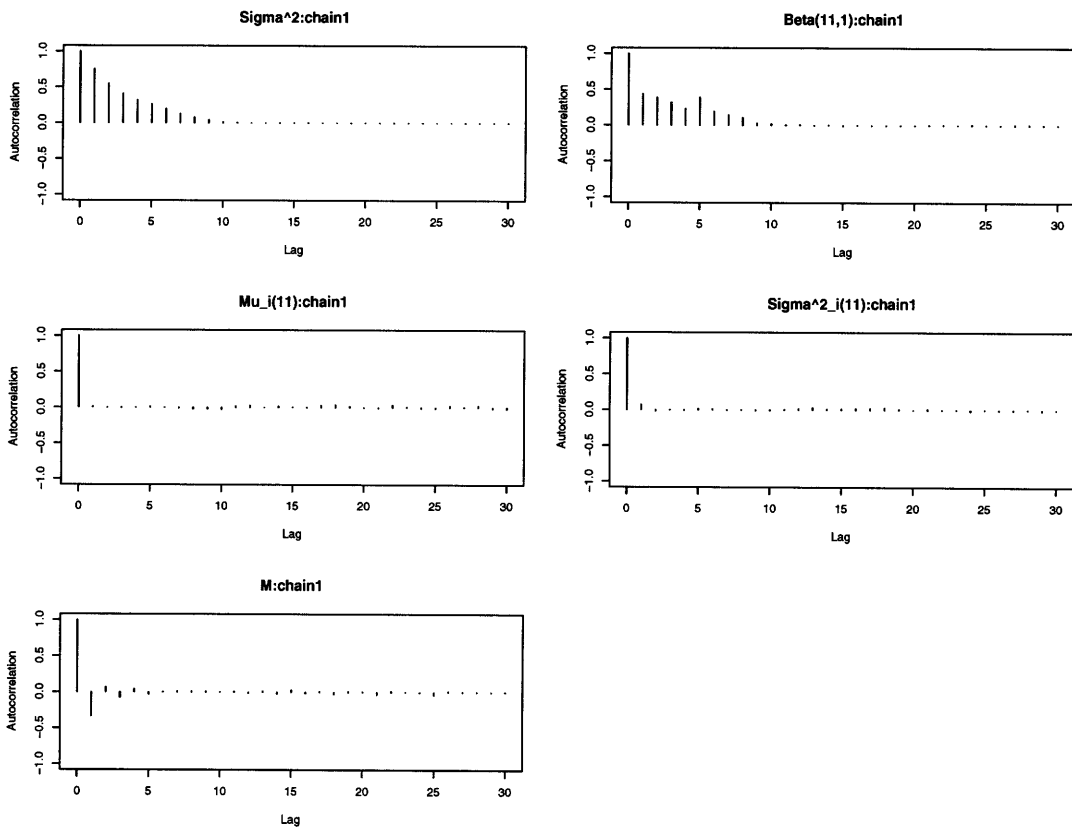 Sigma^2:chain1
Autocorrelation
1.0
0.5
0.0
−0.5
−1.0
0 5 10 15 20 25 30
Lag
Beta(11,1):chain1
Autocorrelation
1.0
0.5
0.0
−0.5
−1.0
0 5 10 15 20 25 30
Lag
Mu_i(11):chain1
Autocorrelation
1.0
0.5
0.0
−0.5
−1.0
0 5 10 15 20 25 30
Lag
Sigma^2_i(11):chain1
Autocorrelation
1.0
0.5
0.0
−0.5
−1.0
0 5 10 15 20 25 30
Lag
M:chain1
Autocorrelation
1.0
0.5
0.0
−0.5
−1.0
0 5 10 15 20 25 30
Lag